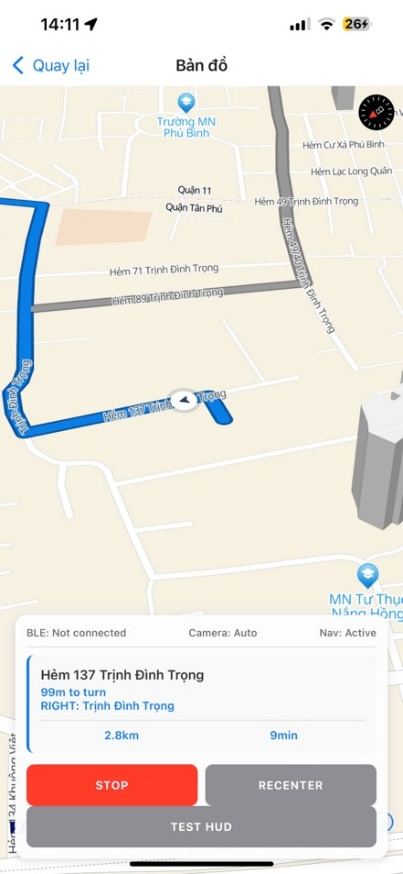 14:11
26
Quay lại
Bản đồ
Trường MN
Phú Bình
Hẻm Cư Xá Phú Bình
Hẻm Lạc Long Quân
Quận 11
Quận Tân Phú
Hẻm 49 Trịnh Đình Trọng
Hẻm 71 Trịnh Đình Trọng
Hẻm 89 Trịnh Đình Trọng
Hẻm 49/20 Trịnh Đình Trọng
Trịnh Đình Trọng
Hẻm 137 Trịnh Trọng
MN Tư Thục
Nắng Hồng
BLE: Not connected
Camera: Auto
Nav: Active
Hẻm 137 Trịnh Đình Trọng
99m to turn
RIGHT: Trịnh Đình Trọng
2.8km
9min
STOP
RECENTER
TEST HUD
Hẻm 134 Khuông Việt